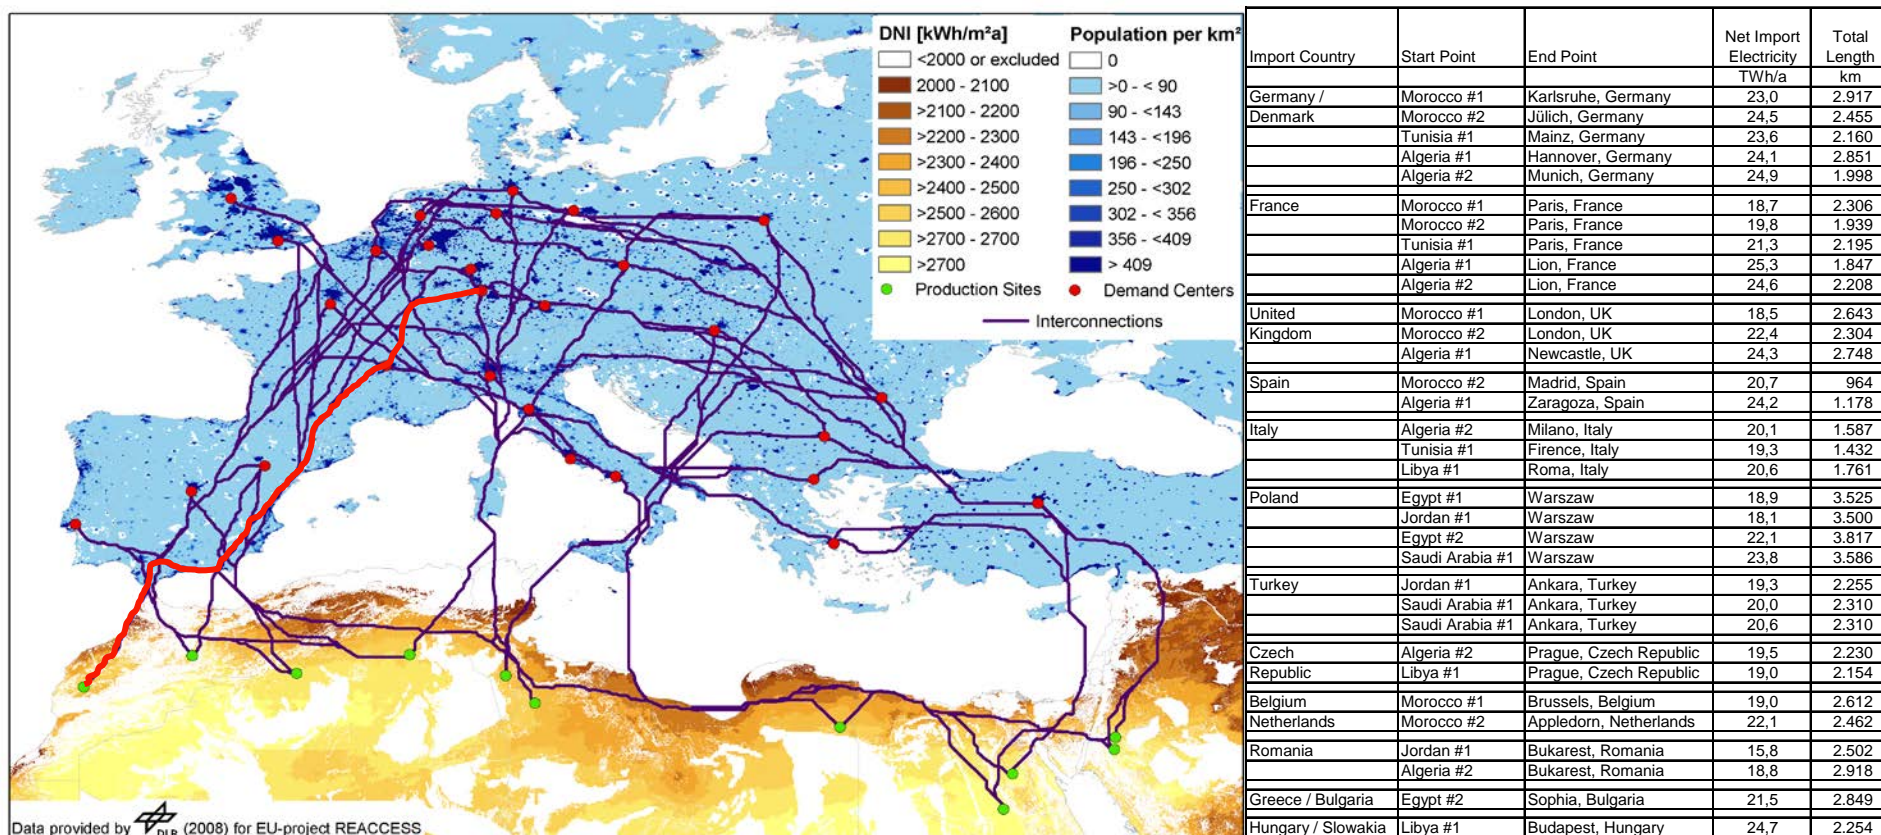 DNI [kWh/m²a]
<2000 or excluded
2000 - 2100
>2100 - 2200
>2200 - 2300
>2300 - 2400
>2400 - 2500
>2500 - 2600
>2700 - 2700
>2700
Production Sites
Population per km²
0
>0 - < 90
90 - <143
143 - <196
196 - <250
250 - <302
302 - < 356
356 - <409
> 409
Demand Centers
Interconnections
Data provided by DLR (2008) for EU-project REACCESS
Import Country Start Point End Point Net Import Electricity Total Length
TWh/a km
Germany / Morocco #1 Karlsruhe, Germany 23,0 2.917
Denmark Morocco #2 Jülich, Germany 24,5 2.455
Tunisia #1 Mainz, Germany 23,6 2.160
Algeria #1 Hannover, Germany 24,1 2.851
Algeria #2 Munich, Germany 24,9 1.998
France Morocco #1 Paris, France 18,7 2.306
Morocco #2 Paris, France 19,8 1.939
Tunisia #1 Paris, France 21,3 2.195
Algeria #1 Lion, France 25,3 1.847
Algeria #2 Lion, France 24,6 2.208
United Morocco #1 London, UK 18,5 2.643
Kingdom Morocco #2 London, UK 22,4 2.304
Algeria #1 Newcastle, UK 24,3 2.748
Spain Morocco #2 Madrid, Spain 20,7 964
Algeria #1 Zaragoza, Spain 24,2 1.178
Italy Algeria #2 Milano, Italy 20,1 1.587
Tunisia #1 Firence, Italy 19,3 1.432
Libya #1 Roma, Italy 20,6 1.761
Poland Egypt #1 Warszaw 18,9 3.525
Jordan #1 Warszaw 18,1 3.500
Egypt #2 Warszaw 22,1 3.817
Saudi Arabia #1 Warszaw 23,8 3.586
Turkey Jordan #1 Ankara, Turkey 19,3 2.255
Saudi Arabia #1 Ankara, Turkey 20,0 2.310
Saudi Arabia #1 Ankara, Turkey 20,6 2.310
Czech Algeria #2 Prague, Czech Republic 19,5 2.230
Republic Libya #1 Prague, Czech Republic 19,0 2.154
Belgium Morocco #1 Brussels, Belgium 19,0 2.612
Netherlands Morocco #2 Appledorn, Netherlands 22,1 2.462
Romania Jordan #1 Bukarest, Romania 15,8 2.502
Algeria #2 Bukarest, Romania 18,8 2.918
Greece / Bulgaria Egypt #2 Sophia, Bulgaria 21,5 2.849
Hungary / Slowakia Libya #1 Budapest, Hungary 24,7 2.254